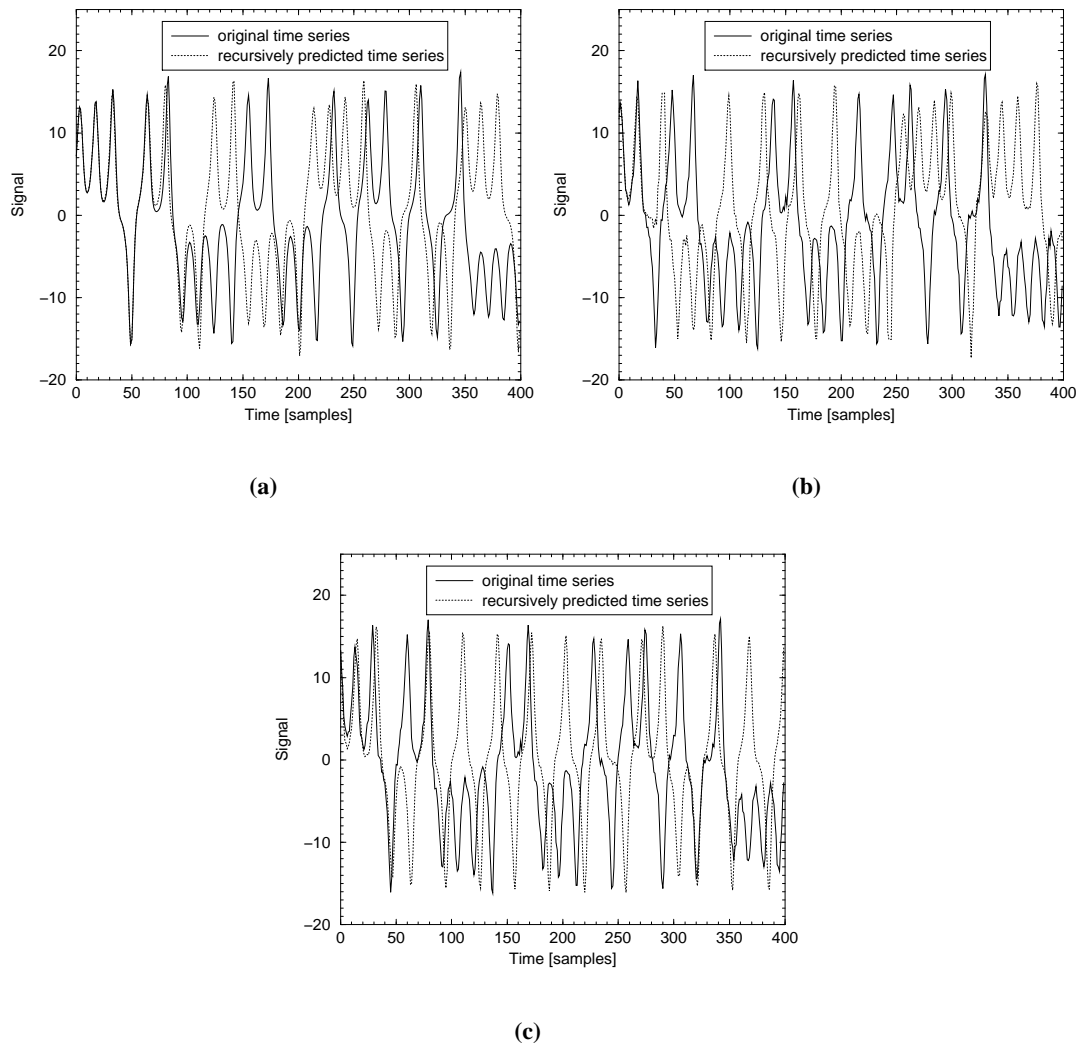 original time series
recursively predicted time series
20
10
0
–10
–20
Signal
0 50 100 150 200 250 300 350 400
Time [samples]
(a)
original time series
recursively predicted time series
20
10
0
–10
–20
Signal
0 50 100 150 200 250 300 350 400
Time [samples]
(b)
original time series
recursively predicted time series
20
10
0
–10
–20
Signal
0 50 100 150 200 250 300 350 400
Time [samples]
(c)